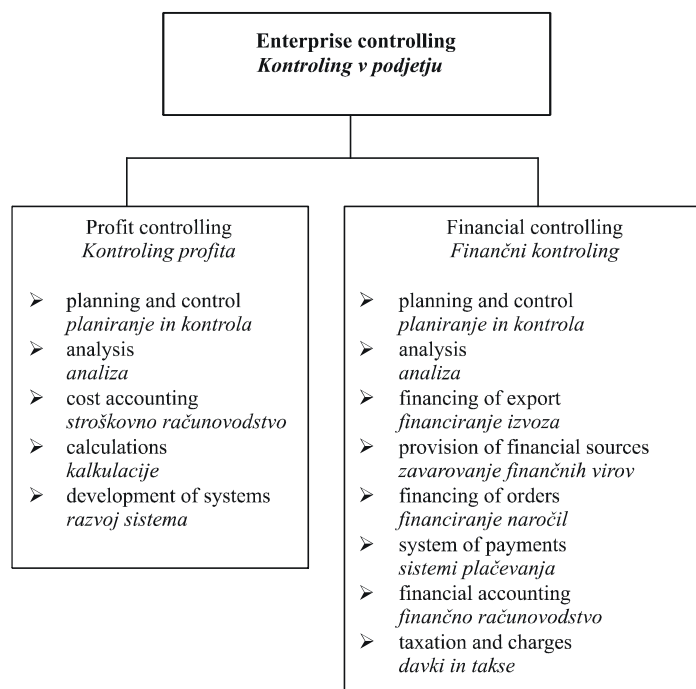 Enterprise controlling
Kontroling v podjetju
Profit controlling
Kontroling profita
➢ planning and control
planiranje in kontrola
➢ analysis
analiza
➢ cost accounting
stroškovno računovodstvo
➢ calculations
kalkulacije
➢ development of systems
razvoj sistema
Financial controlling
Finančni kontroling
➢ planning and control
planiranje in kontrola
➢ analysis
analiza
➢ financing of export
financiranje izvoza
➢ provision of financial sources
zavarovanje finančnih virov
➢ financing of orders
financiranje naročil
➢ system of payments
sistemi plačevanja
➢ financial accounting
finančno računovodstvo
➢ taxation and charges
davki in takse